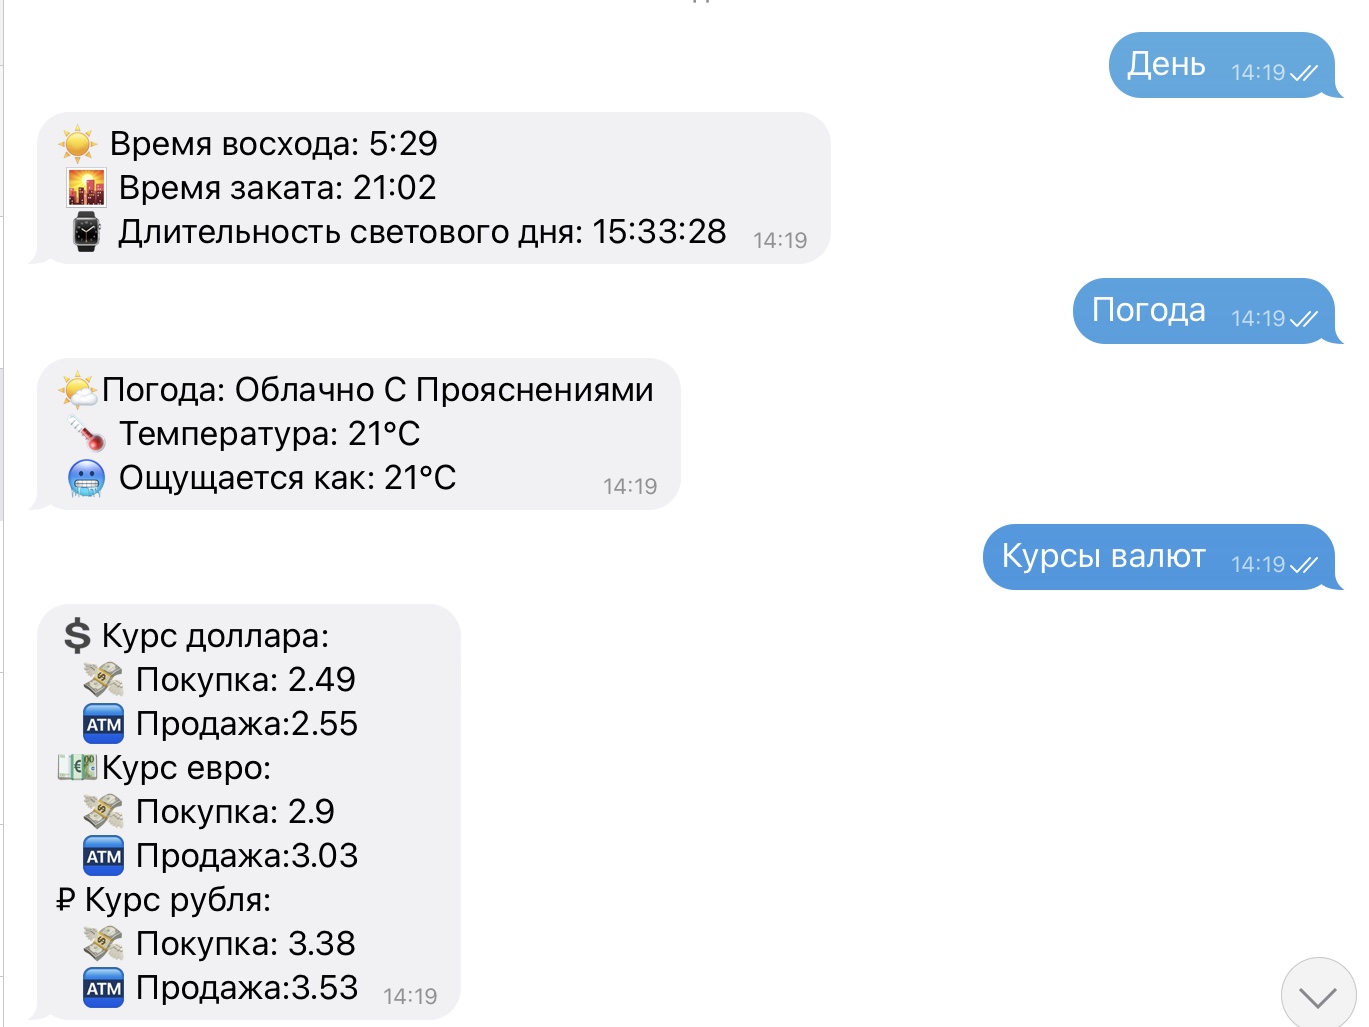 День 14:19
Время восхода: 5:29
Время заката: 21:02
Длительность светового дня: 15:33:28 14:19
Погода 14:19
Погода: Облачно С Прояснениями
Температура: 21°C
Ощущается как: 21°C 14:19
Курсы валют 14:19
$ Курс доллара:
Покупка: 2.49
ATM Продажа:2.55
Курс евро:
Покупка: 2.9
ATM Продажа:3.03
₽ Курс рубля:
Покупка: 3.38
ATM Продажа:3.53 14:19